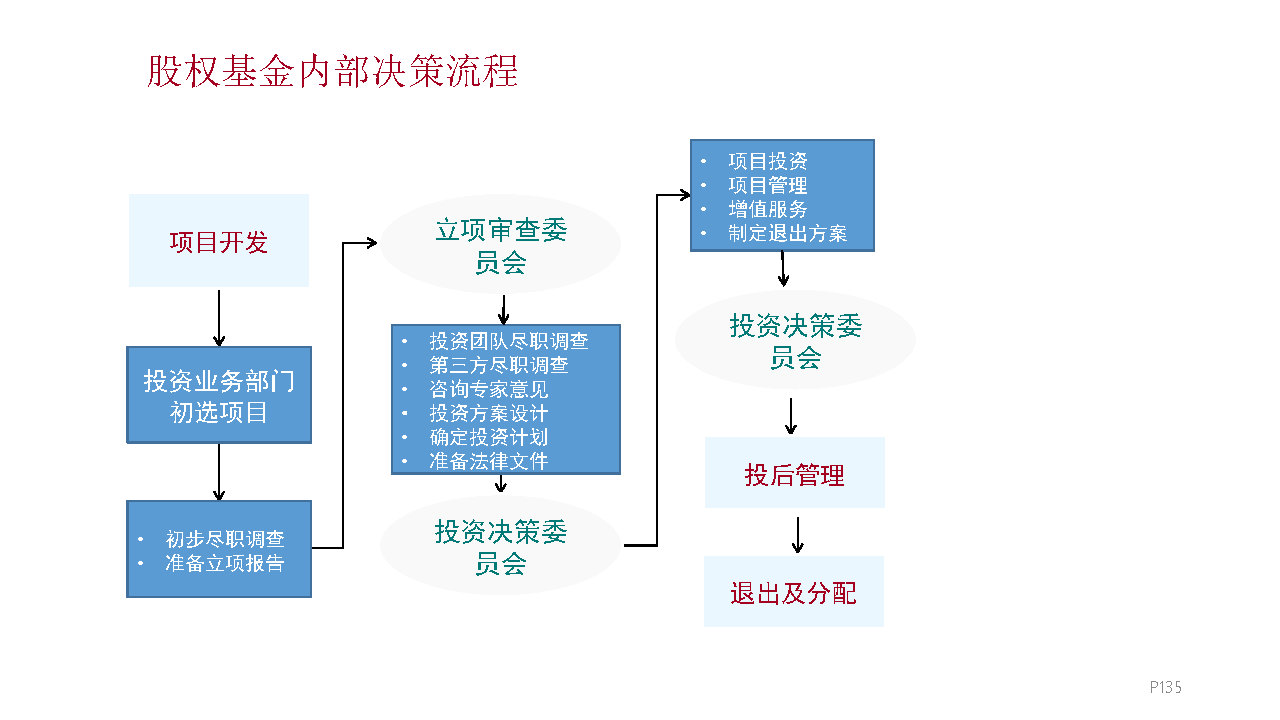 股权基金内部决策流程
项目开发
投资业务部门
初选项目
• 初步尽职调查
• 准备立项报告
立项审查委
员会
• 投资团队尽职调查
• 第三方尽职调查
• 咨询专家意见
• 投资方案设计
• 确定投资计划
• 准备法律文件
投资决策委
员会
• 项目投资
• 项目管理
• 增值服务
• 制定退出方案
投资决策委
员会
投后管理
退出及分配
P135